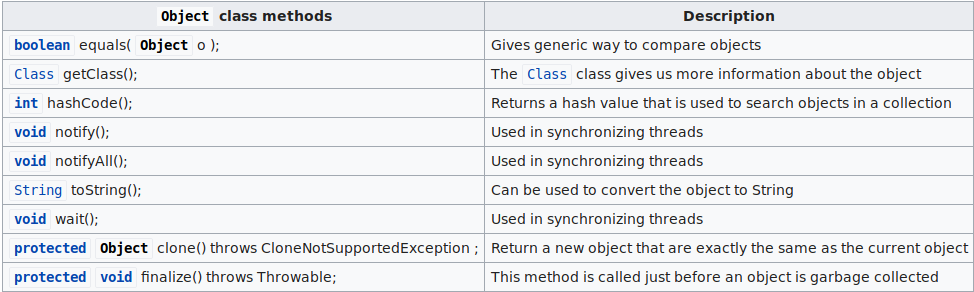 Object class methods Description
boolean equals( Object o ); Gives generic way to compare objects
Class getClass(); The Class class gives us more information about the object
int hashCode(); Returns a hash value that is used to search objects in a collection
void notify(); Used in synchronizing threads
void notifyAll(); Used in synchronizing threads
String toString(); Can be used to convert the object to String
void wait(); Used in synchronizing threads
protected Object clone() throws CloneNotSupportedException ; Return a new object that are exactly the same as the current object
protected void finalize() throws Throwable; This method is called just before an object is garbage collected